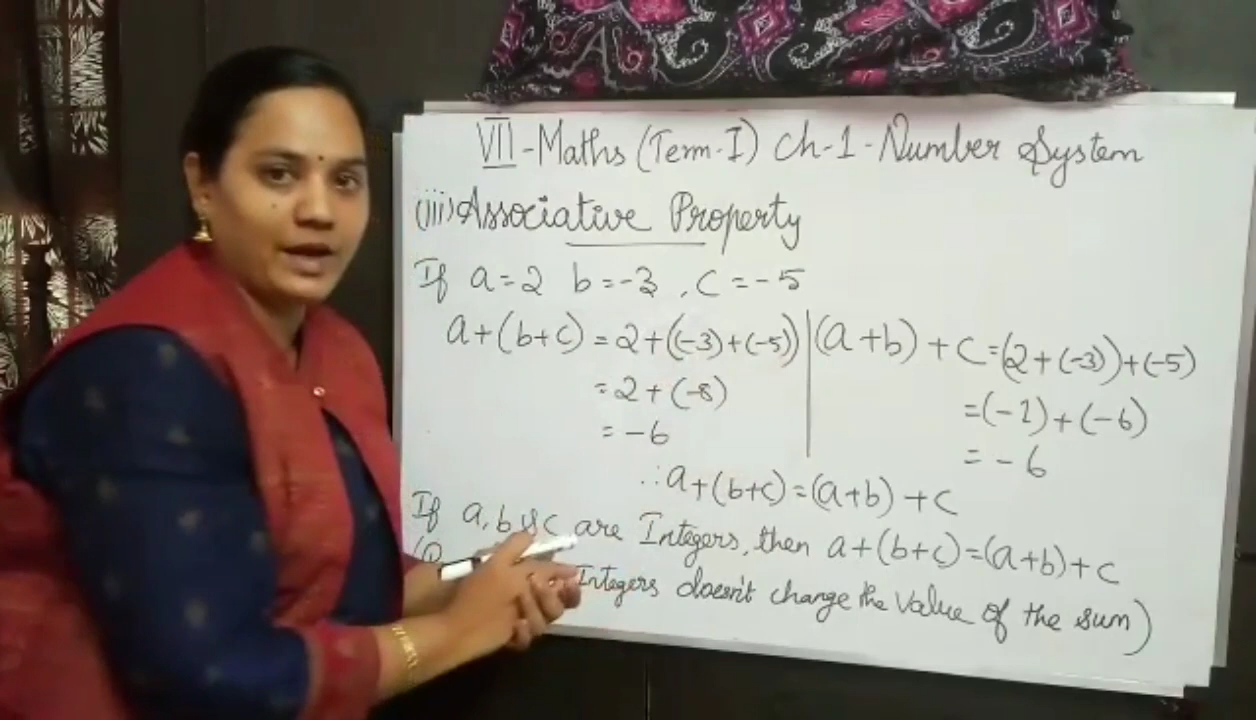 VII-Maths (Term-I) Ch-1-Number System
(iii) Associative Property
If a=2 b=-3, c=-5
a+(b+c) = 2+((-3)+(-5))
= 2+(-8)
= -6
(a+b)+c=(2+(-3))+(-5)
=(-1)+(-6)
= -6
∴a+(b+c)=(a+b)+c
If a, b & c are Integers, then a+(b+c)=(a+b)+c
Integers doesn't change the value of the sum)